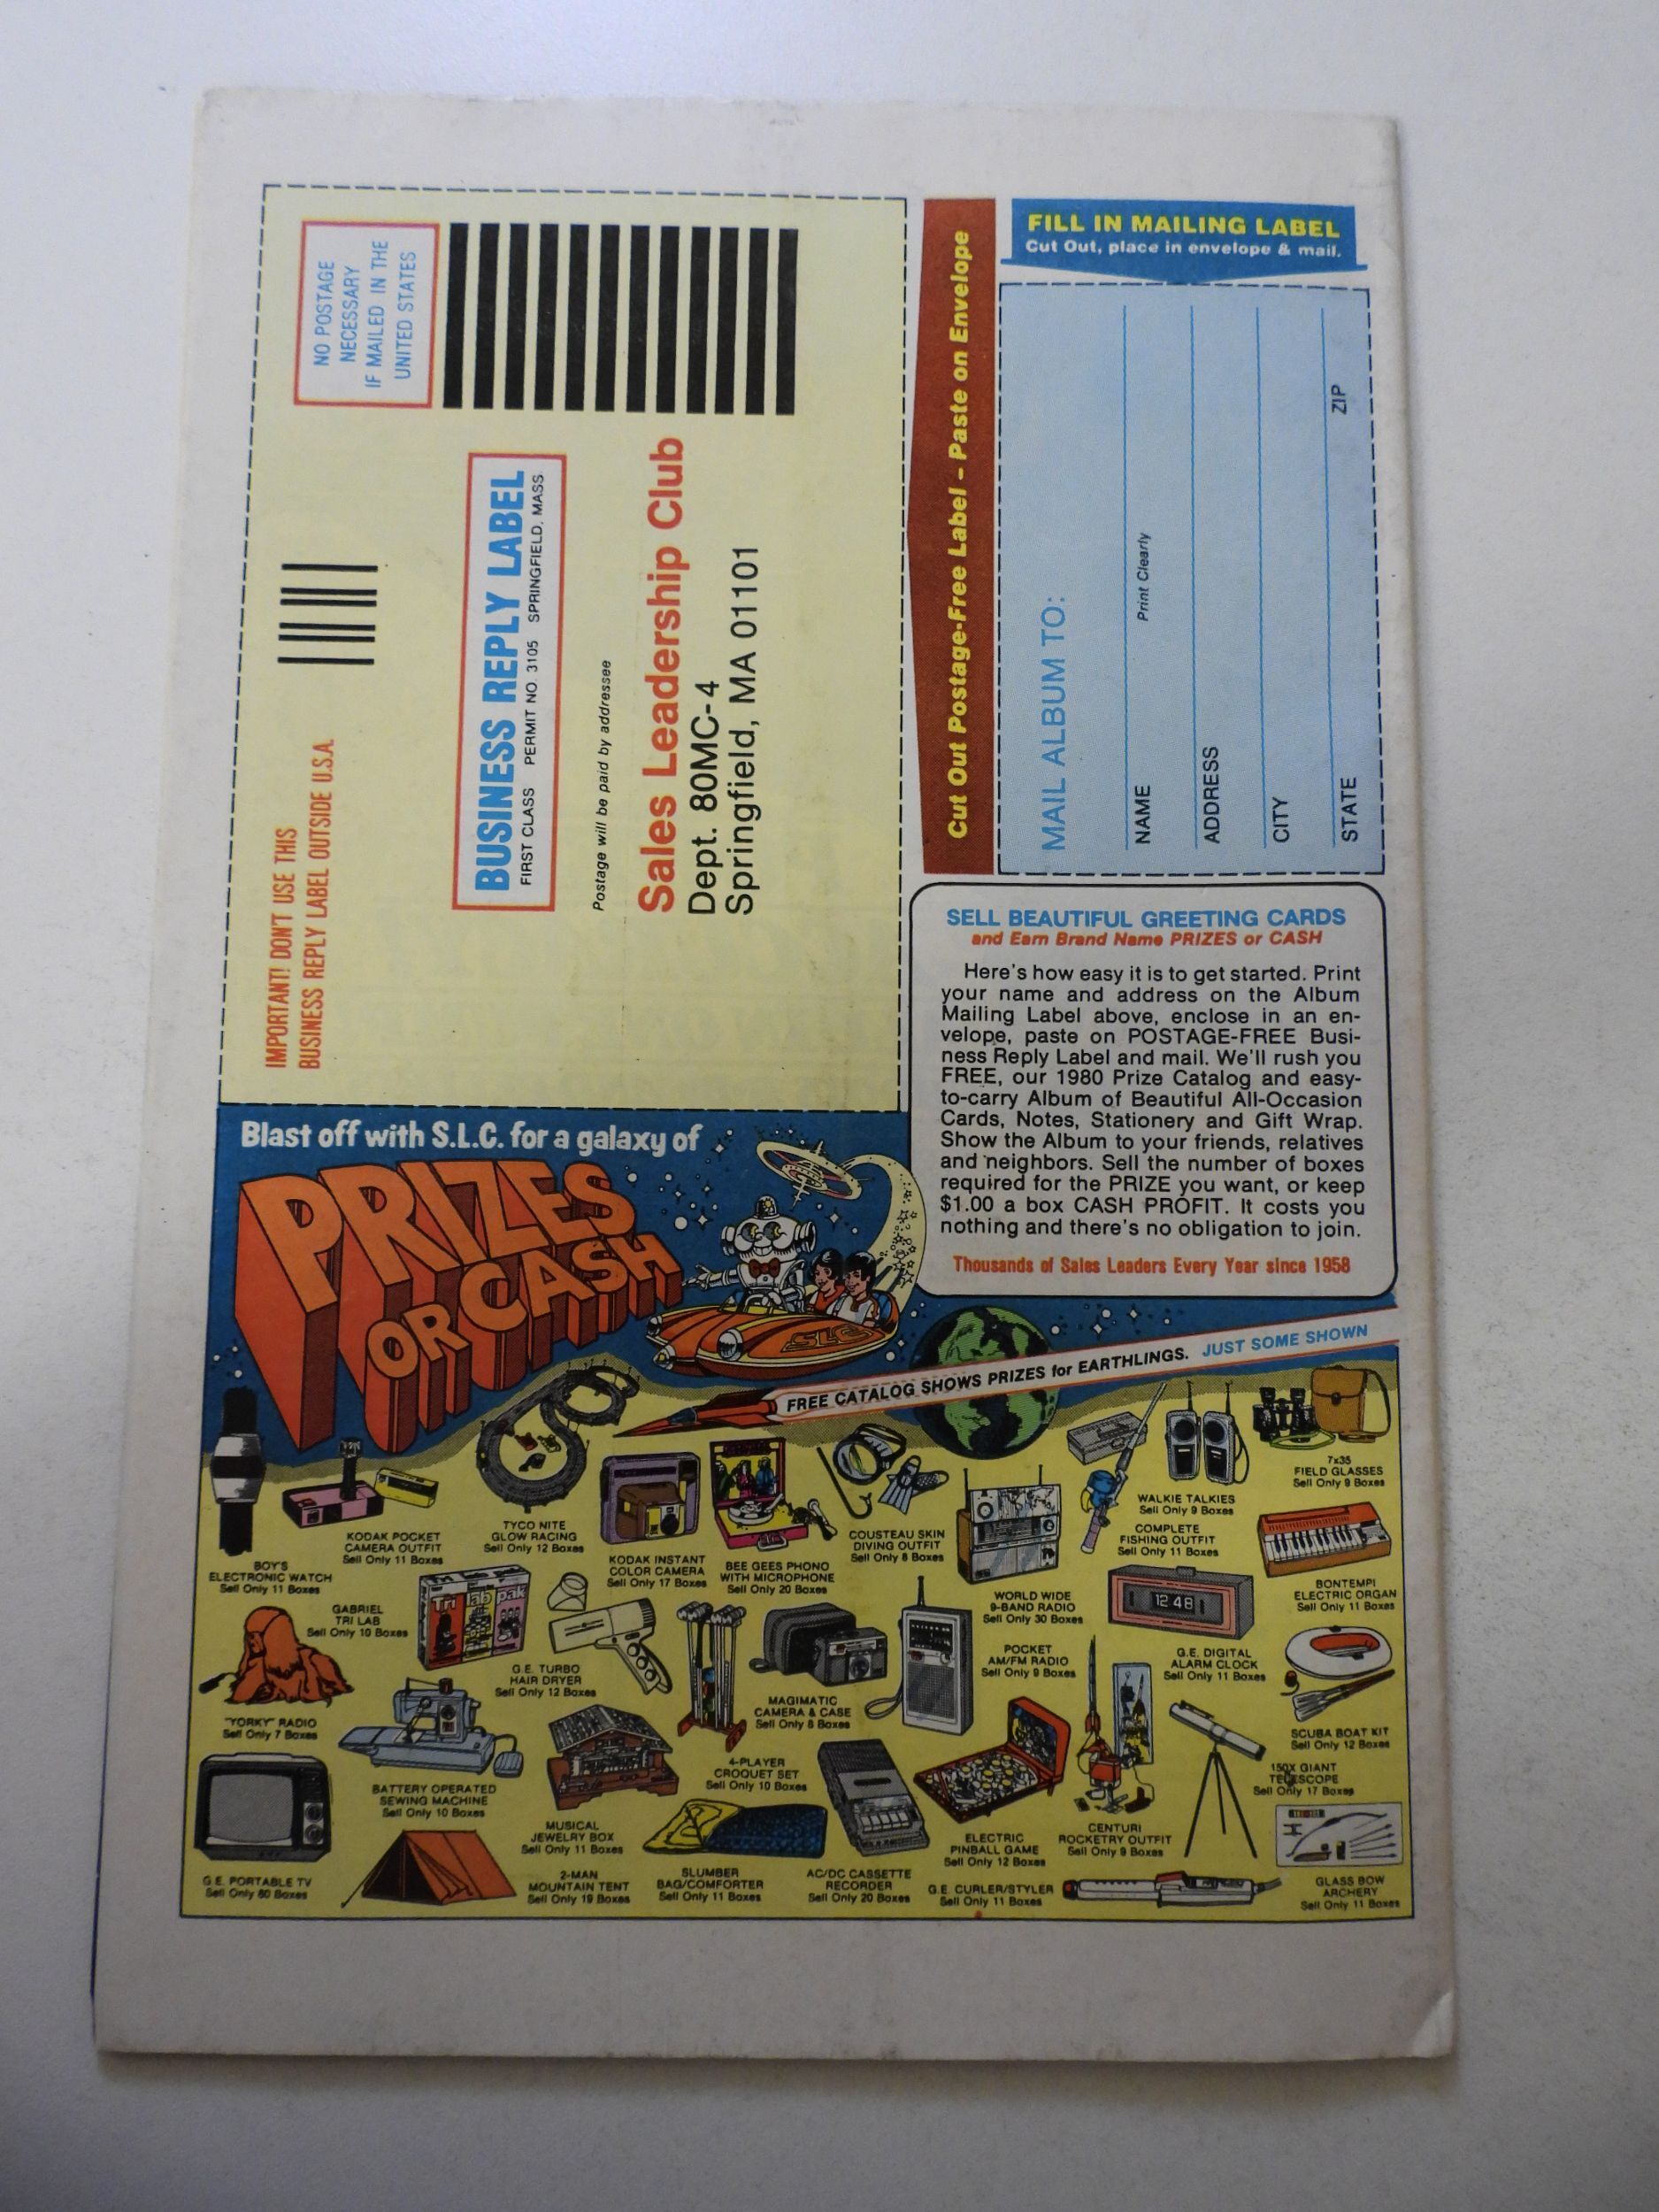 NO POSTAGE
NECESSARY
IF MAILED IN THE
UNITED STATES
IMPORTANT! DON'T USE THIS
BUSINESS REPLY LABEL OUTSIDE U.S.A.
BUSINESS REPLY LABEL
FIRST CLASS PERMIT NO. 3105 SPRINGFIELD, MASS.
Postage will be paid by addressee
Sales Leadership Club
Dept. 80MC-4
Springfield, MA 01101
Cut Out Postage-Free Label - Paste on Envelope
FILL IN MAILING LABEL
Cut Out, place in envelope & mail.
MAIL ALBUM TO:
NAME
Print Clearly
ADDRESS
CITY
STATE ZIP
SELL BEAUTIFUL GREETING CARDS
and Earn Brand Name PRIZES or CASH
Here's how easy it is to get started. Print
your name and address on the Album
Mailing Label above, enclose in an en-
velope, paste on POSTAGE-FREE Busi-
ness Reply Label and mail. We'll rush you
FREE, our 1980 Prize Catalog and easy-
to-carry Album of Beautiful All-Occasion
Cards, Notes, Stationery and Gift Wrap.
Show the Album to your friends, relatives
and neighbors. Sell the number of boxes
required for the PRIZE you want, or keep
$1.00 a box CASH PROFIT. It costs you
nothing and there's no obligation to join.
Thousands of Sales Leaders Every Year since 1958
Blast off with S.L.C. for a galaxy of
PRIZES
OR CASH
SLC
FREE CATALOG SHOWS PRIZES for EARTHLINGS. JUST SOME SHOWN
BOY'S
ELECTRONIC WATCH
Sell Only 11 Boxes
KODAK POCKET
CAMERA OUTFIT
Sell Only 11 Boxes
TYCO NITE
GLOW RACING
Sell Only 12 Boxes
KODAK INSTANT
COLOR CAMERA
Sell Only 17 Boxes
BEE GEES PHONO
WITH MICROPHONE
Sell Only 20 Boxes
COUSTEAU SKIN
DIVING OUTFIT
Sell Only 8 Boxes
WORLD WIDE
9-BAND RADIO
Sell Only 30 Boxes
WALKIE TALKIES
Sell Only 9 Boxes
COMPLETE
FISHING OUTFIT
Sell Only 11 Boxes
7x35
FIELD GLASSES
Sell Only 9 Boxes
BONTEMPI
ELECTRIC ORGAN
Sell Only 11 Boxes
GABRIEL
TRI LAB
Sell Only 10 Boxes
Tri lab pak
G.E. TURBO
HAIR DRYER
Sell Only 12 Boxes
MAGIMATIC
CAMERA & CASE
Sell Only 8 Boxes
POCKET
AM/FM RADIO
Sell Only 9 Boxes
12 48
G.E. DIGITAL
ALARM CLOCK
Sell Only 11 Boxes
SCUBA BOAT KIT
Sell Only 12 Boxes
"YORKY" RADIO
Sell Only 7 Boxes
BATTERY OPERATED
SEWING MACHINE
Sell Only 10 Boxes
MUSICAL
JEWELRY BOX
Sell Only 11 Boxes
4-PLAYER
CROQUET SET
Sell Only 10 Boxes
ELECTRIC
PINBALL GAME
Sell Only 12 Boxes
CENTURI
ROCKETRY OUTFIT
Sell Only 9 Boxes
150X GIANT
TELESCOPE
Sell Only 17 Boxes
G.E. PORTABLE TV
Sell Only 80 Boxes
2-MAN
MOUNTAIN TENT
Sell Only 19 Boxes
SLUMBER
BAG/COMFORTER
Sell Only 11 Boxes
AC/DC CASSETTE
RECORDER
Sell Only 20 Boxes
G.E. CURLER/STYLER
Sell Only 11 Boxes
GLASS BOW
ARCHERY
Sell Only 11 Boxes